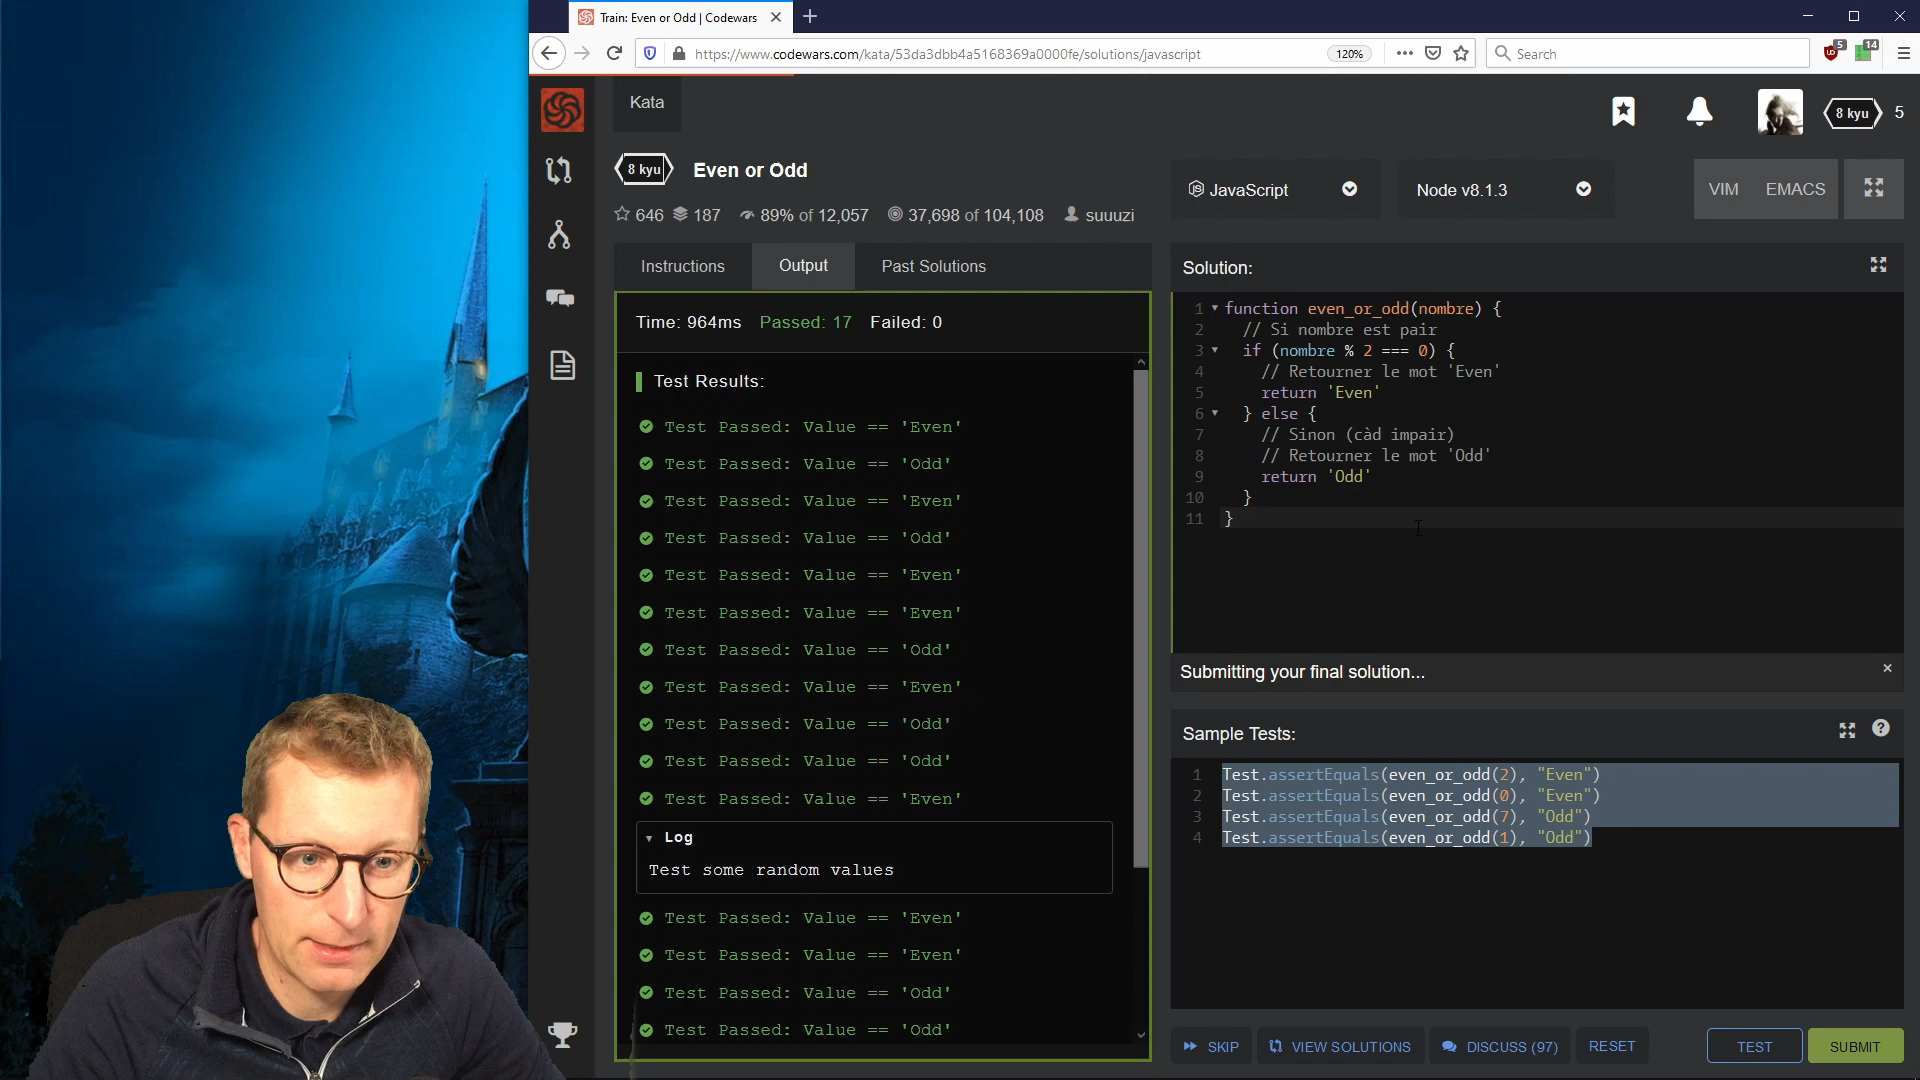 Train: Even or Odd | Codewars
https://www.codewars.com/kata/53da3dbb4a5168369a0000fe/solutions/javascript
120%
Search
5
14
Kata
8 kyu
5
8 kyu
Even or Odd
646 187 89% of 12,057 37,698 of 104,108 suuuzi
JavaScript
Node v8.1.3
VIM
EMACS
Instructions
Output
Past Solutions
Time: 964ms Passed: 17 Failed: 0
Test Results:
Test Passed: Value == 'Even'
Test Passed: Value == 'Odd'
Test Passed: Value == 'Even'
Test Passed: Value == 'Odd'
Test Passed: Value == 'Even'
Test Passed: Value == 'Even'
Test Passed: Value == 'Odd'
Test Passed: Value == 'Even'
Test Passed: Value == 'Odd'
Test Passed: Value == 'Odd'
Test Passed: Value == 'Even'
Log
Test some random values
Test Passed: Value == 'Even'
Test Passed: Value == 'Even'
Test Passed: Value == 'Odd'
Test Passed: Value == 'Odd'
Solution:
1 function even_or_odd(nombre) {
2 // Si nombre est pair
3 if (nombre % 2 === 0) {
4 // Retourner le mot 'Even'
5 return 'Even'
6 } else {
7 // Sinon (càd impair)
8 // Retourner le mot 'Odd'
9 return 'Odd'
10 }
11 }
Submitting your final solution...
Sample Tests:
1 Test.assertEquals(even_or_odd(2), "Even")
2 Test.assertEquals(even_or_odd(0), "Even")
3 Test.assertEquals(even_or_odd(7), "Odd")
4 Test.assertEquals(even_or_odd(1), "Odd")
SKIP
VIEW SOLUTIONS
DISCUSS (97)
RESET
TEST
SUBMIT